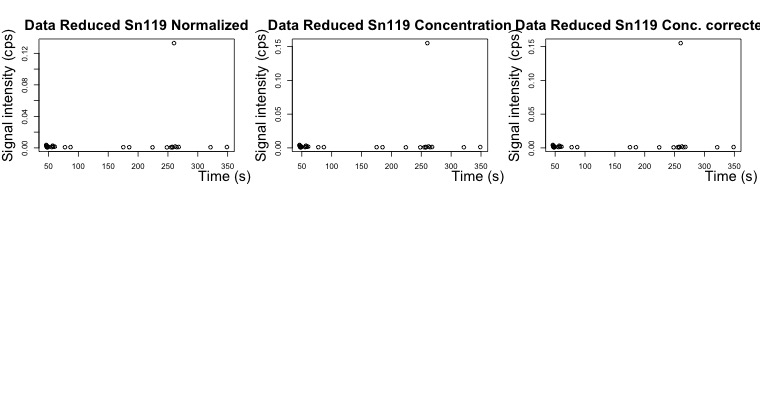 Data Reduced Sn119 Normalized
Signal intensity (cps)
0.00 0.04 0.08 0.12
50 100 150 200 250 300 350
Time (s)
Data Reduced Sn119 Concentration
Signal intensity (cps)
0.00 0.05 0.10 0.15
50 100 150 200 250 300 350
Time (s)
Data Reduced Sn119 Conc. correcte
Signal intensity (cps)
0.00 0.05 0.10 0.15
50 100 150 200 250 300 350
Time (s)